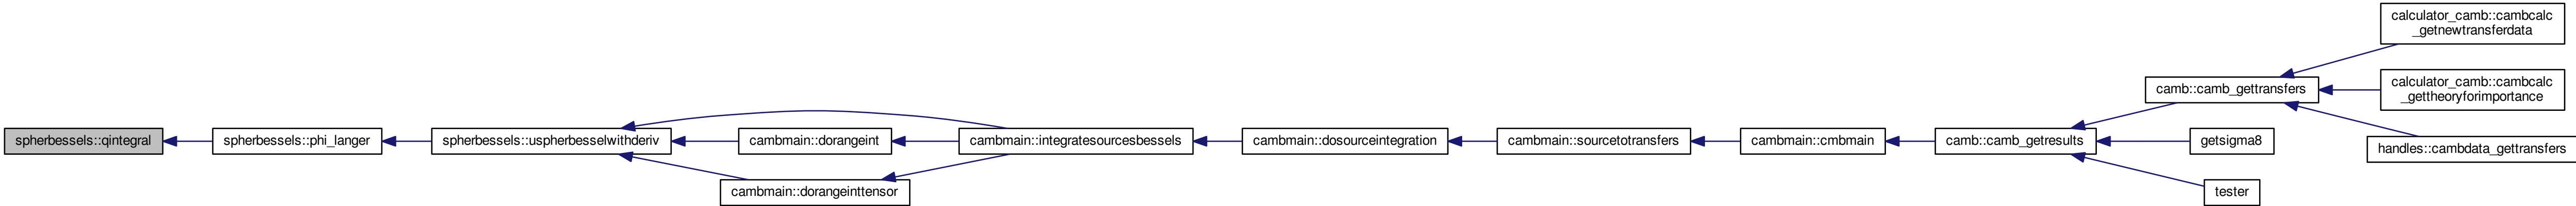 spherbessels::qintegral
spherbessels::phi_langer
spherbessels::uspherbesselwithderiv
cambmain::dorangeint
cambmain::dorangeinttensor
cambmain::integratesourcesbessels
cambmain::dosourceintegration
cambmain::sourcetotransfers
cambmain::cmbmain
camb::camb_getresults
camb::camb_gettransfers
getsigma8
tester
calculator_camb::cambcalc
_getnewtransferdata
calculator_camb::cambcalc
_gettheoryforimportance
handles::cambdata_gettransfers